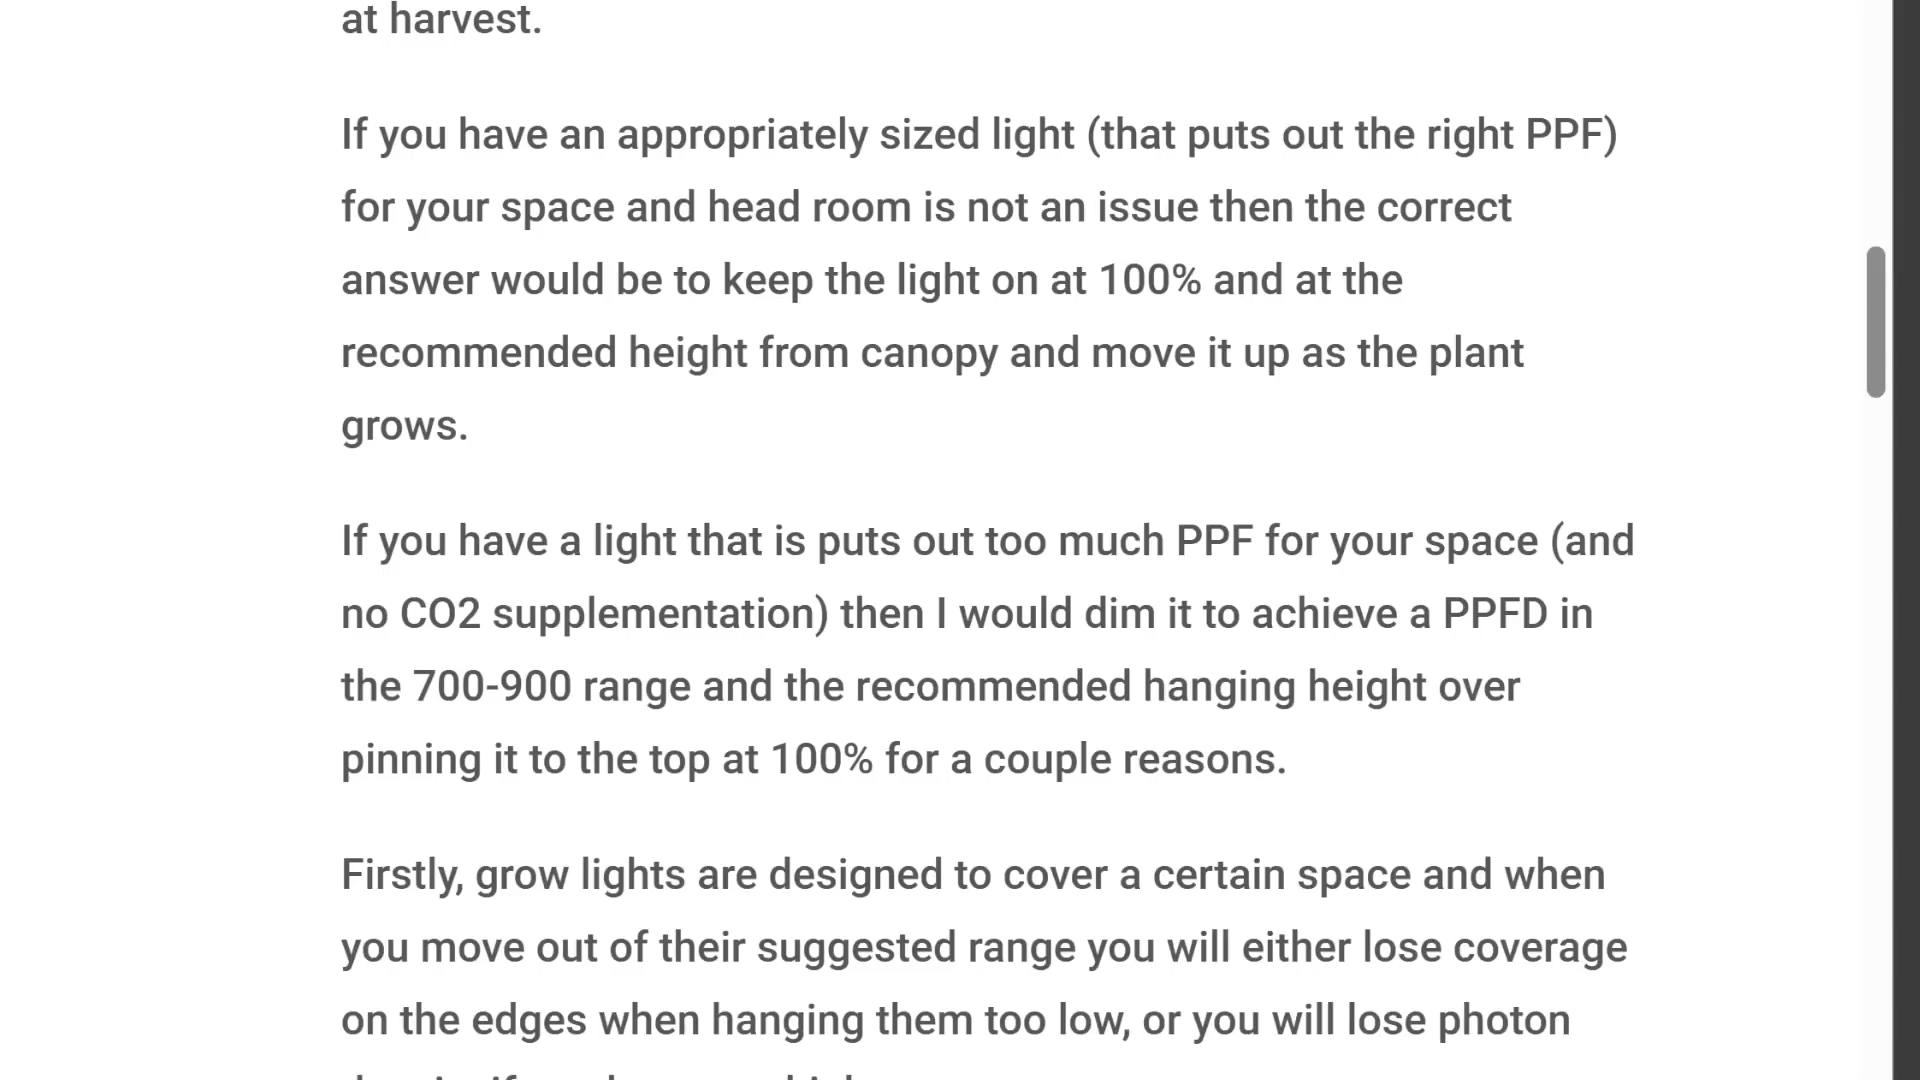 at harvest.
If you have an appropriately sized light (that puts out the right PPF)
for your space and head room is not an issue then the correct
answer would be to keep the light on at 100% and at the
recommended height from canopy and move it up as the plant
grows.
If you have a light that is puts out too much PPF for your space (and
no CO2 supplementation) then I would dim it to achieve a PPFD in
the 700-900 range and the recommended hanging height over
pinning it to the top at 100% for a couple reasons.
Firstly, grow lights are designed to cover a certain space and when
you move out of their suggested range you will either lose coverage
on the edges when hanging them too low, or you will lose photon